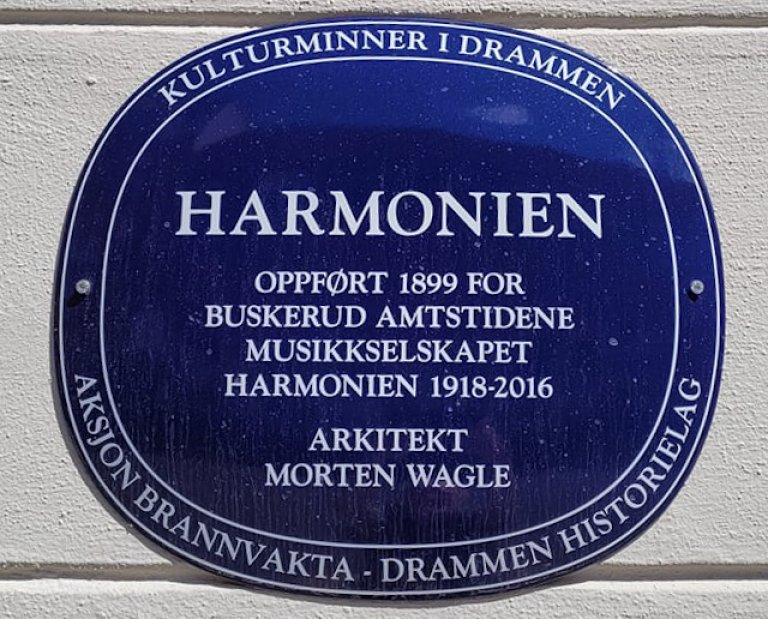 KULTURMINNER I DRAMMEN
HARMONIEN
OPPFØRT 1899 FOR
BUSKERUD AMTSTIDENE
MUSIKKSELSKAPET
HARMONIEN 1918-2016
ARKITEKT
MORTEN WAGLE
AKSJON BRANNVAKTA - DRAMMEN HISTORIELAG